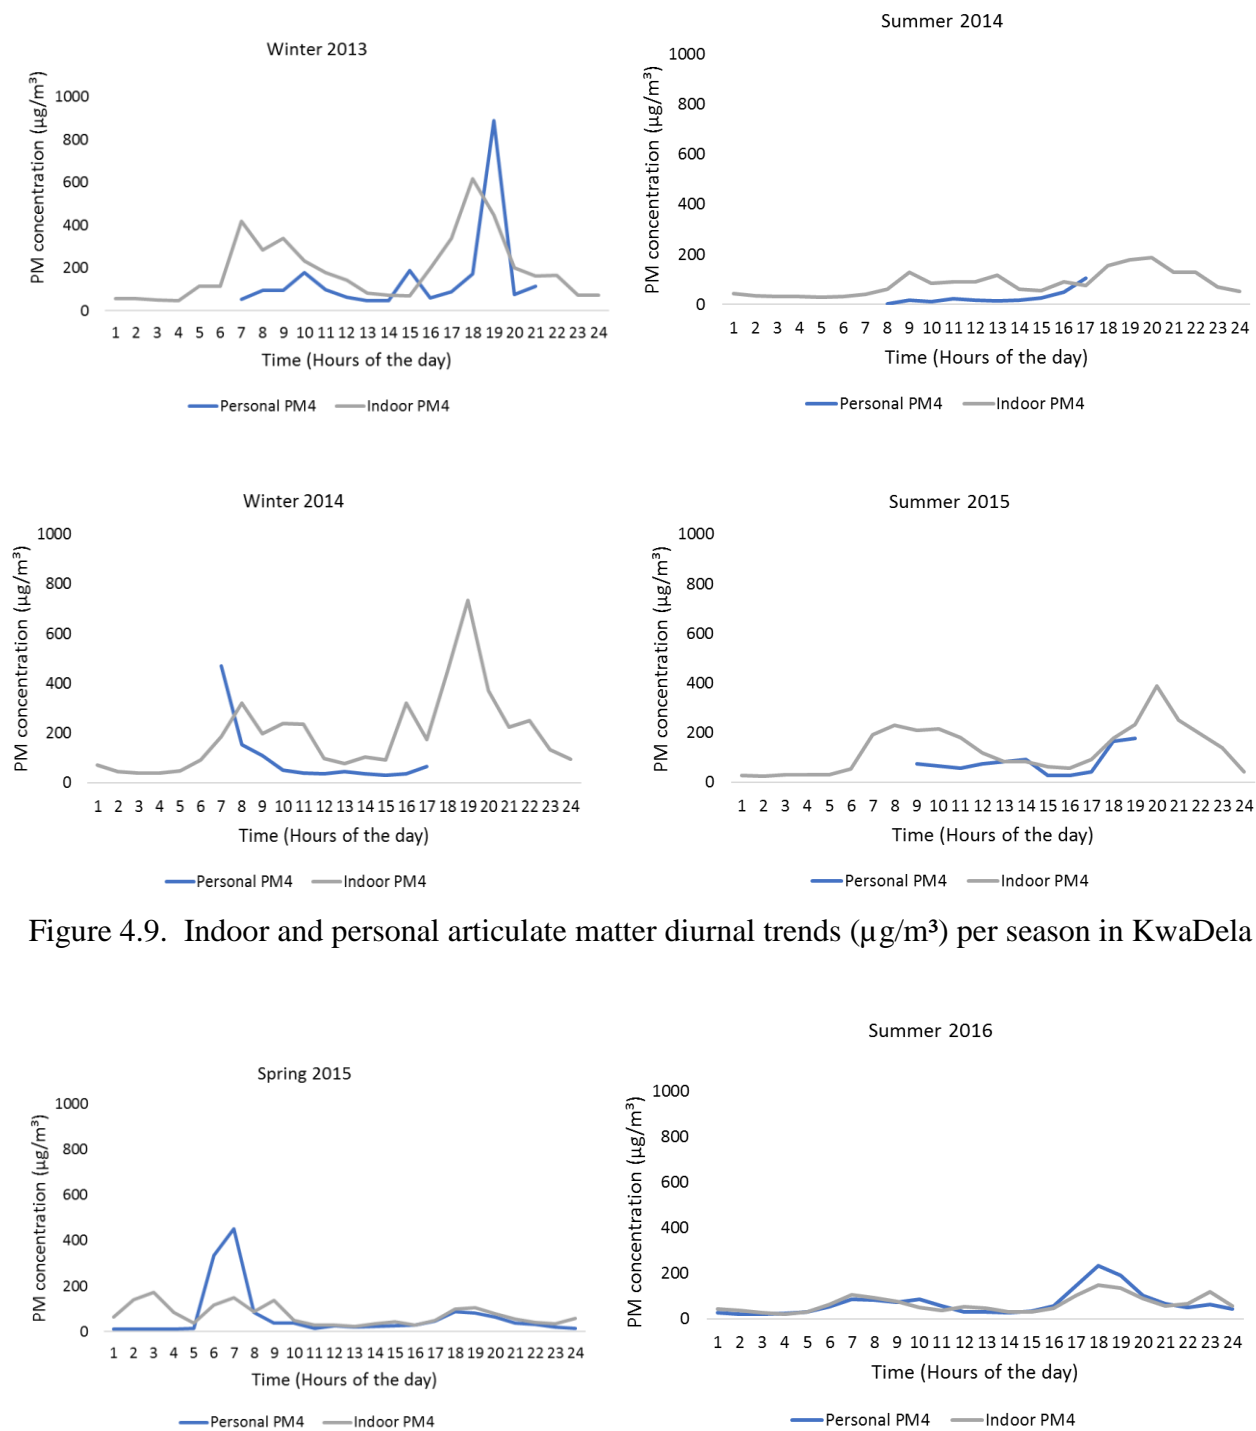 Winter 2013
PM concentration (µg/m³)
1000
800
600
400
200
0
1 2 3 4 5 6 7 8 9 10 11 12 13 14 15 16 17 18 19 20 21 22 23 24
Time (Hours of the day)
Personal PM4 Indoor PM4
Summer 2014
PM concentration (µg/m³)
1000
800
600
400
200
0
1 2 3 4 5 6 7 8 9 10 11 12 13 14 15 16 17 18 19 20 21 22 23 24
Time (Hours of the day)
Personal PM4 Indoor PM4
Winter 2014
PM concentration (µg/m³)
1000
800
600
400
200
0
1 2 3 4 5 6 7 8 9 10 11 12 13 14 15 16 17 18 19 20 21 22 23 24
Time (Hours of the day)
Personal PM4 Indoor PM4
Summer 2015
PM concentration (µg/m³)
1000
800
600
400
200
0
1 2 3 4 5 6 7 8 9 10 11 12 13 14 15 16 17 18 19 20 21 22 23 24
Time (Hours of the day)
Personal PM4 Indoor PM4
Figure 4.9. Indoor and personal articulate matter diurnal trends (µg/m³) per season in KwaDela
Spring 2015
PM concentration (µg/m³)
1000
800
600
400
200
0
1 2 3 4 5 6 7 8 9 10 11 12 13 14 15 16 17 18 19 20 21 22 23 24
Time (Hours of the day)
Personal PM4 Indoor PM4
Summer 2016
PM concentration (µg/m³)
1000
800
600
400
200
0
1 2 3 4 5 6 7 8 9 10 11 12 13 14 15 16 17 18 19 20 21 22 23 24
Time (Hours of the day)
Personal PM4 Indoor PM4